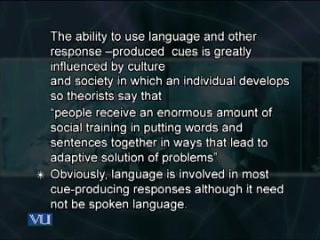 The ability to use language and other
response –produced  cues is greatly
influenced by culture
and society in which an individual develops
so theorists say that
"people receive an enormous amount of
social training in putting words and
sentences together in ways that lead to
adaptive solution of problems"
✶ Obviously, language is involved in most
cue-producing responses although it need
not be spoken language.
VU